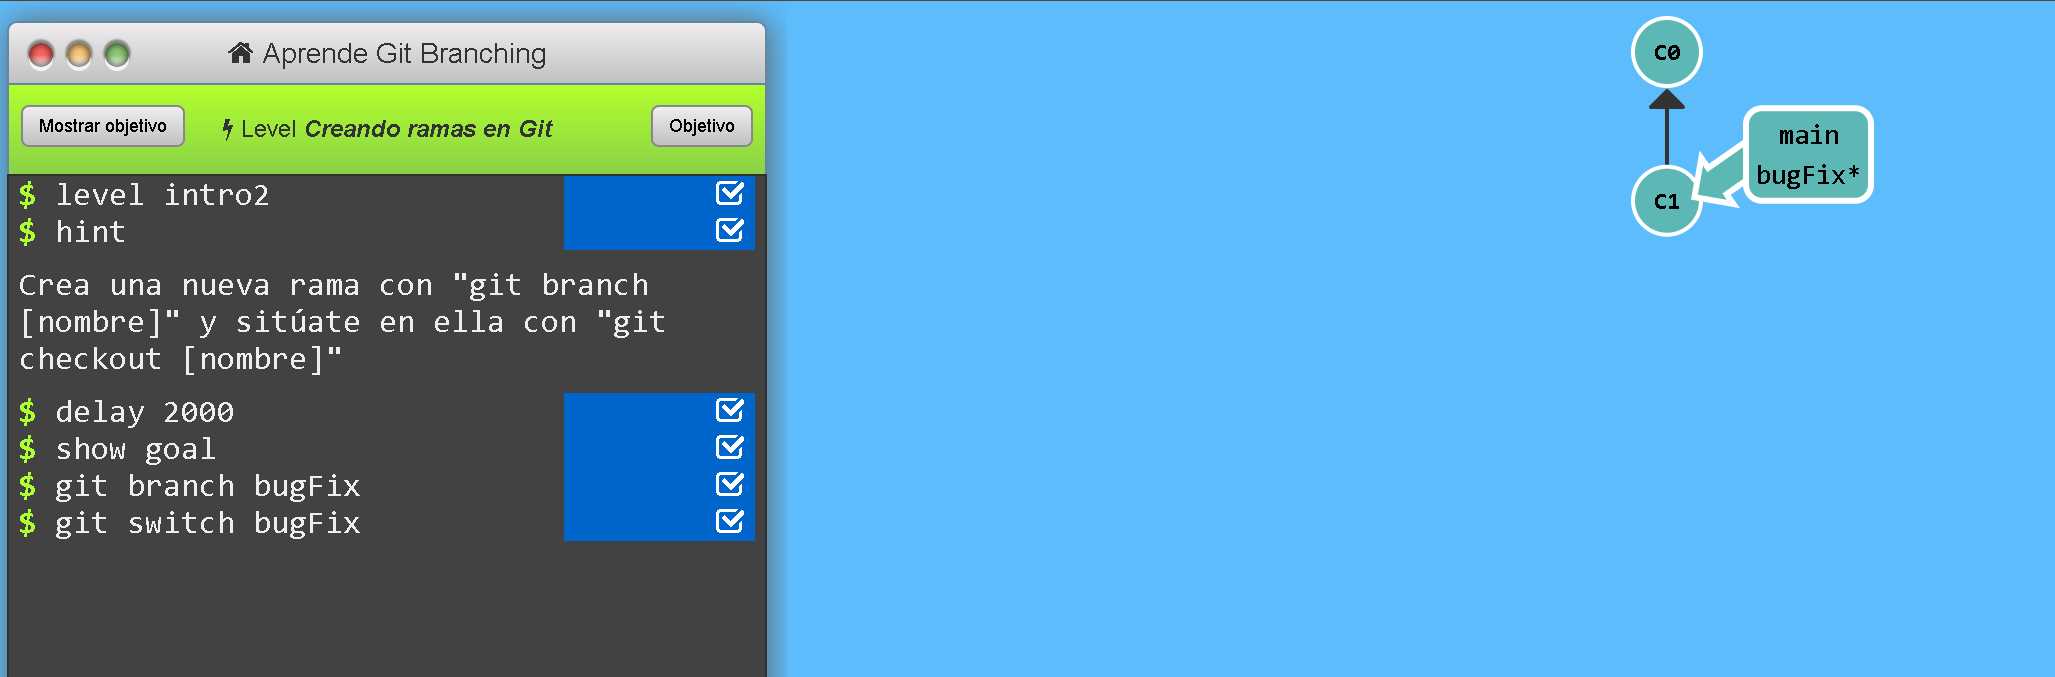 Aprende Git Branching
Mostrar objetivo
Level Creando ramas en Git
Objetivo
$ level intro2
$ hint
Crea una nueva rama con "git branch
[nombre]" y sitúate en ella con "git
checkout [nombre]"
$ delay 2000
$ show goal
$ git branch bugFix
$ git switch bugFix
C0
main
bugFix*
C1